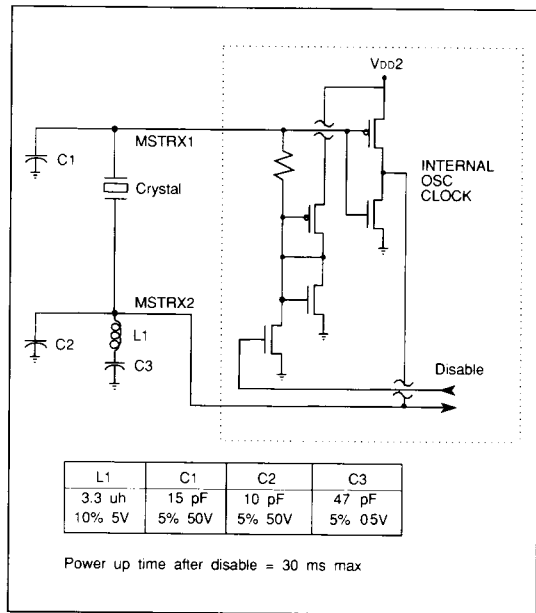 VDD2
MSTRX1
C1
Crystal
INTERNAL
OSC
CLOCK
MSTRX2
L1
C2
C3
Disable
L1 C1 C2 C3
3.3 uh 15 pF 10 pF 47 pF
10% 5V 5% 50V 5% 50V 5% 05V
Power up time after disable = 30 ms max